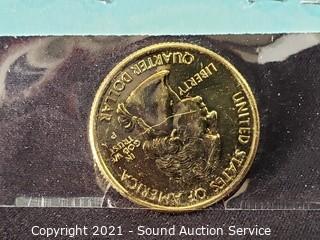 UNITED STATES OF AMERICA
LIBERTY
IN
GOD WE
TRUST
P
QUARTER DOLLAR
Copyright 2021 - Sound Auction Service